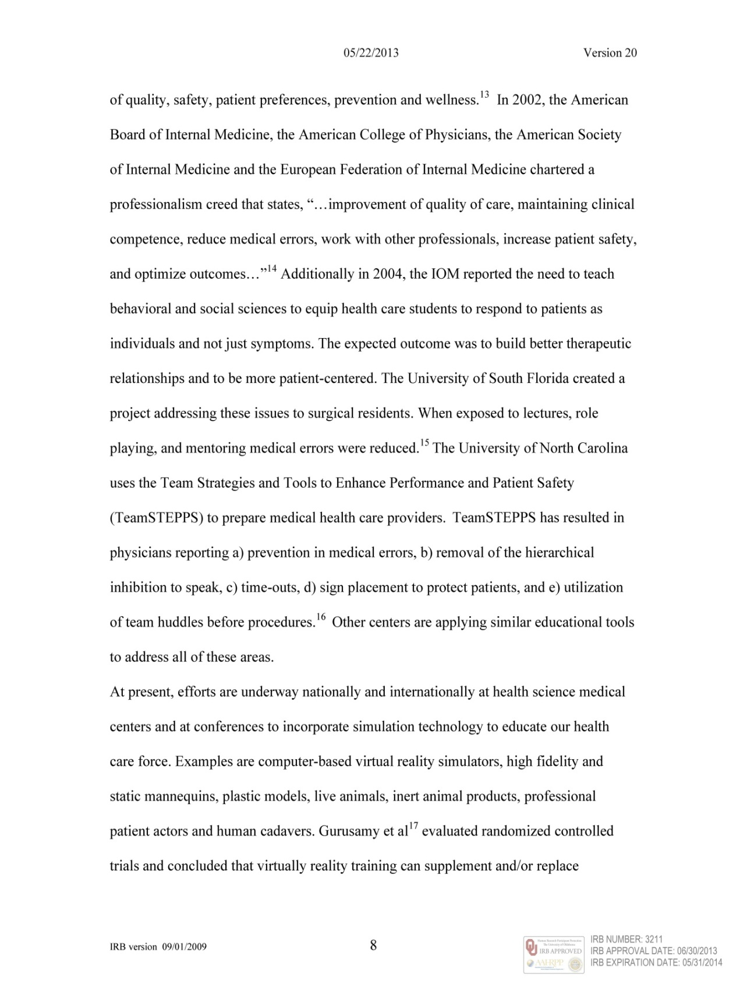 05/22/2013 Version 20
of quality, safety, patient preferences, prevention and wellness.13 In 2002, the American
Board of Internal Medicine, the American College of Physicians, the American Society
of Internal Medicine and the European Federation of Internal Medicine chartered a
professionalism creed that states, “…improvement of quality of care, maintaining clinical
competence, reduce medical errors, work with other professionals, increase patient safety,
and optimize outcomes…”14 Additionally in 2004, the IOM reported the need to teach
behavioral and social sciences to equip health care students to respond to patients as
individuals and not just symptoms. The expected outcome was to build better therapeutic
relationships and to be more patient-centered. The University of South Florida created a
project addressing these issues to surgical residents. When exposed to lectures, role
playing, and mentoring medical errors were reduced.15 The University of North Carolina
uses the Team Strategies and Tools to Enhance Performance and Patient Safety
(TeamSTEPPS) to prepare medical health care providers. TeamSTEPPS has resulted in
physicians reporting a) prevention in medical errors, b) removal of the hierarchical
inhibition to speak, c) time-outs, d) sign placement to protect patients, and e) utilization
of team huddles before procedures.16 Other centers are applying similar educational tools
to address all of these areas.
At present, efforts are underway nationally and internationally at health science medical
centers and at conferences to incorporate simulation technology to educate our health
care force. Examples are computer-based virtual reality simulators, high fidelity and
static mannequins, plastic models, live animals, inert animal products, professional
patient actors and human cadavers. Gurusamy et al17 evaluated randomized controlled
trials and concluded that virtually reality training can supplement and/or replace
IRB version 09/01/2009
8
Human Research Participant Protection
The University of Oklahoma
IRB APPROVED
AAHRPP
IRB NUMBER: 3211
IRB APPROVAL DATE: 06/30/2013
IRB EXPIRATION DATE: 05/31/2014